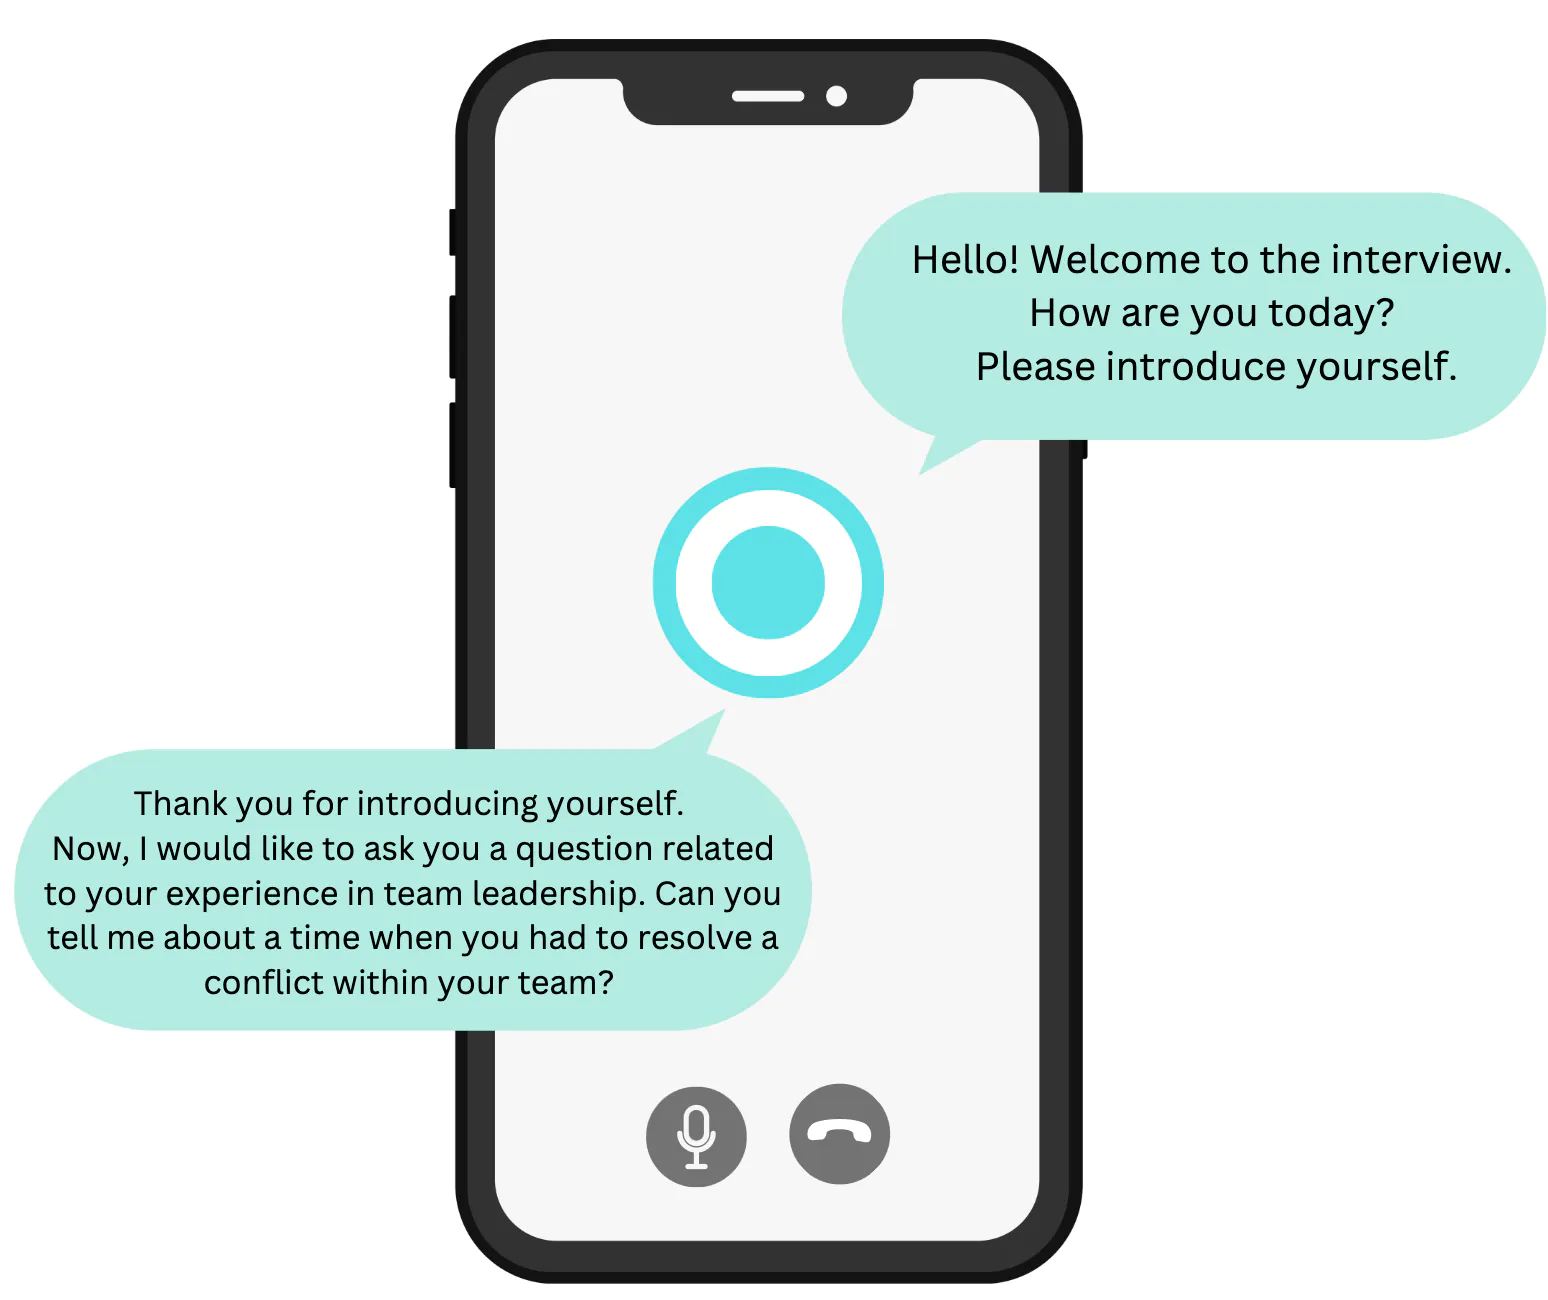 Hello! Welcome to the interview.
How are you today?
Please introduce yourself.
Thank you for introducing yourself.
Now, I would like to ask you a question related
to your experience in team leadership. Can you
tell me about a time when you had to resolve a
conflict within your team?